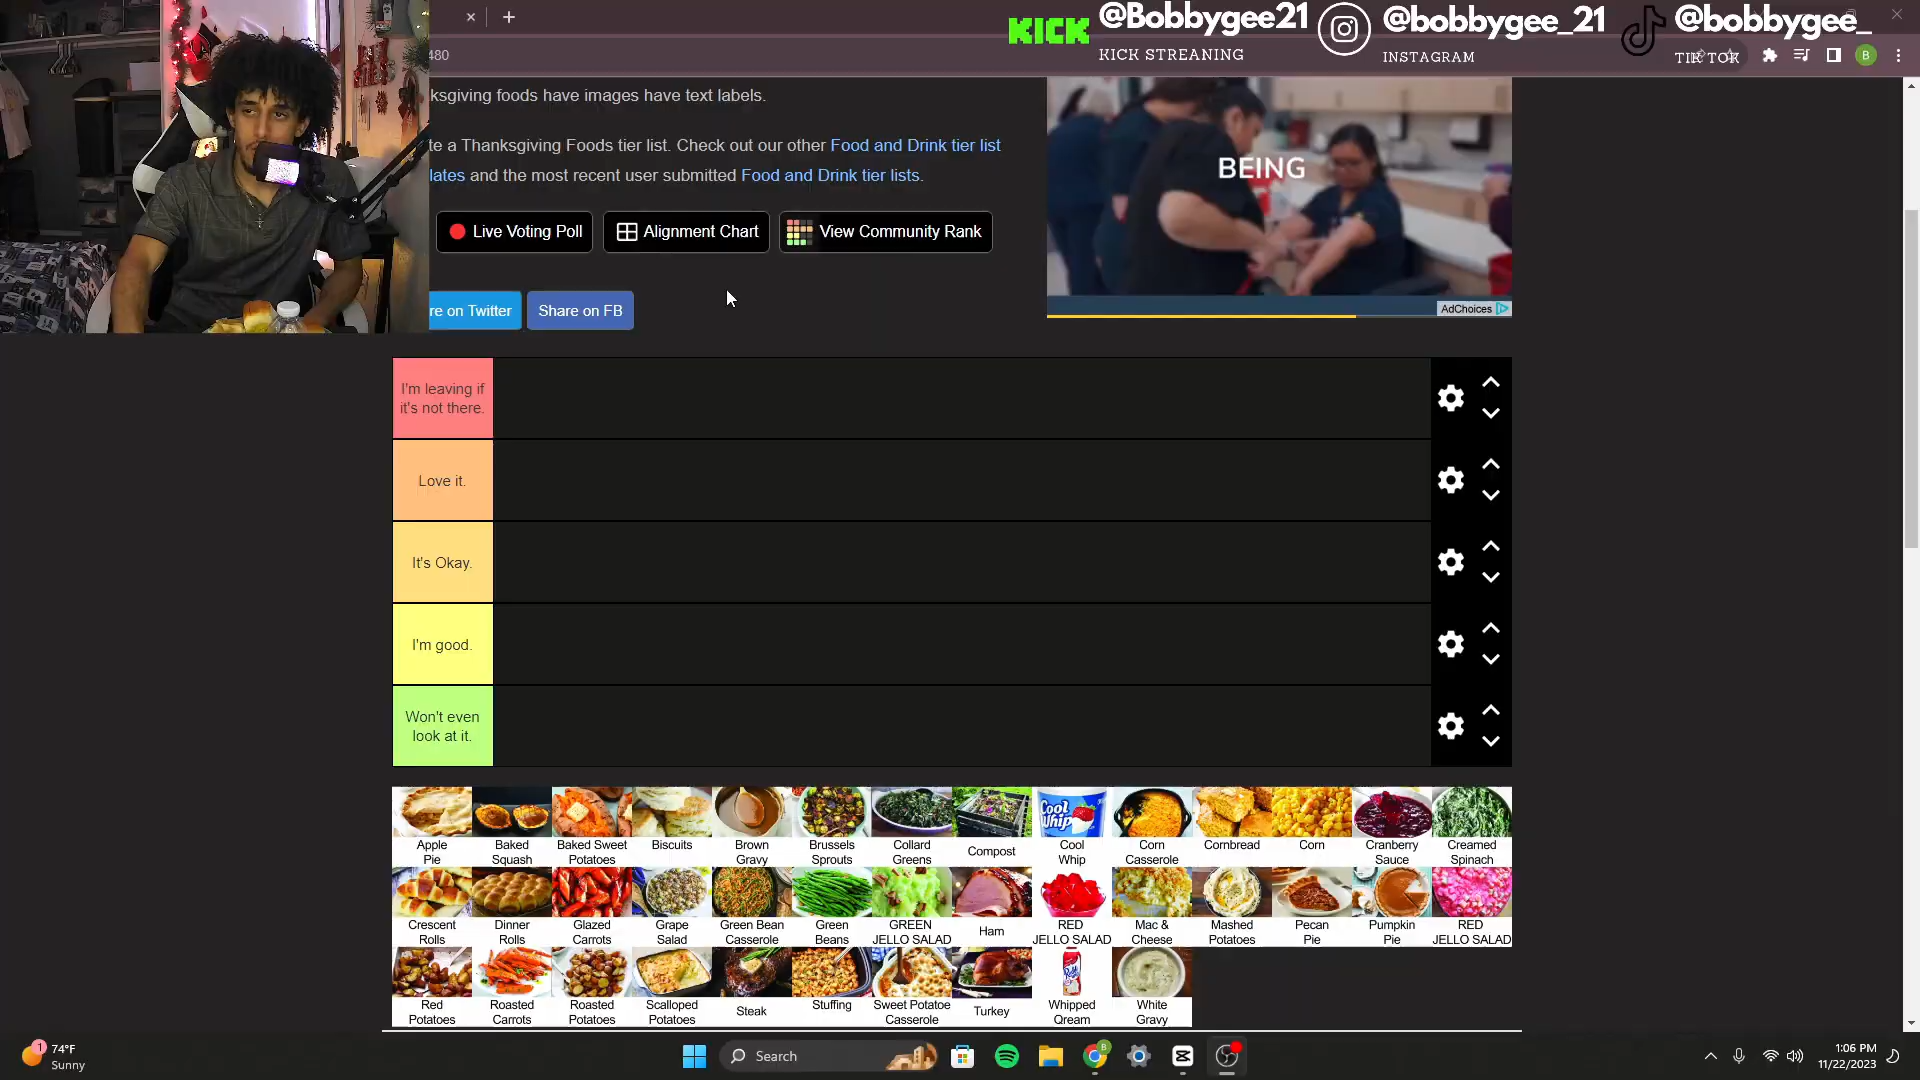 KICK
@Bobbygee21
KICK STREAMING
@bobbygee_21
INSTAGRAM
@bobbygee_
TIK TOK
480
B
ksgiving foods have images have text labels.
te a Thanksgiving Foods tier list. Check out our other Food and Drink tier list
lates and the most recent user submitted Food and Drink tier lists.
Live Voting Poll
Alignment Chart
View Community Rank
re on Twitter
Share on FB
BEING
AdChoices
I'm leaving if
it's not there.
Love it.
It's Okay.
I'm good.
Won't even
look at it.
Cool
Whip
Apple
Pie
Baked
Squash
Baked Sweet
Potatoes
Biscuits
Brown
Gravy
Brussels
Sprouts
Collard
Greens
Compost
Cool
Whip
Corn
Casserole
Cornbread
Corn
Cranberry
Sauce
Creamed
Spinach
Crescent
Rolls
Dinner
Rolls
Glazed
Carrots
Grape
Salad
Green Bean
Casserole
Green
Beans
GREEN
JELLO SALAD
Ham
RED
JELLO SALAD
Mac &
Cheese
Mashed
Potatoes
Pecan
Pie
Pumpkin
Pie
RED
JELLO SALAD
Red
Potatoes
Roasted
Carrots
Roasted
Potatoes
Scalloped
Potatoes
Steak
Stuffing
Sweet Potatoe
Casserole
Turkey
Whipped
Qream
White
Gravy
1
74°F
Sunny
Search
B
1:06 PM
11/22/2023